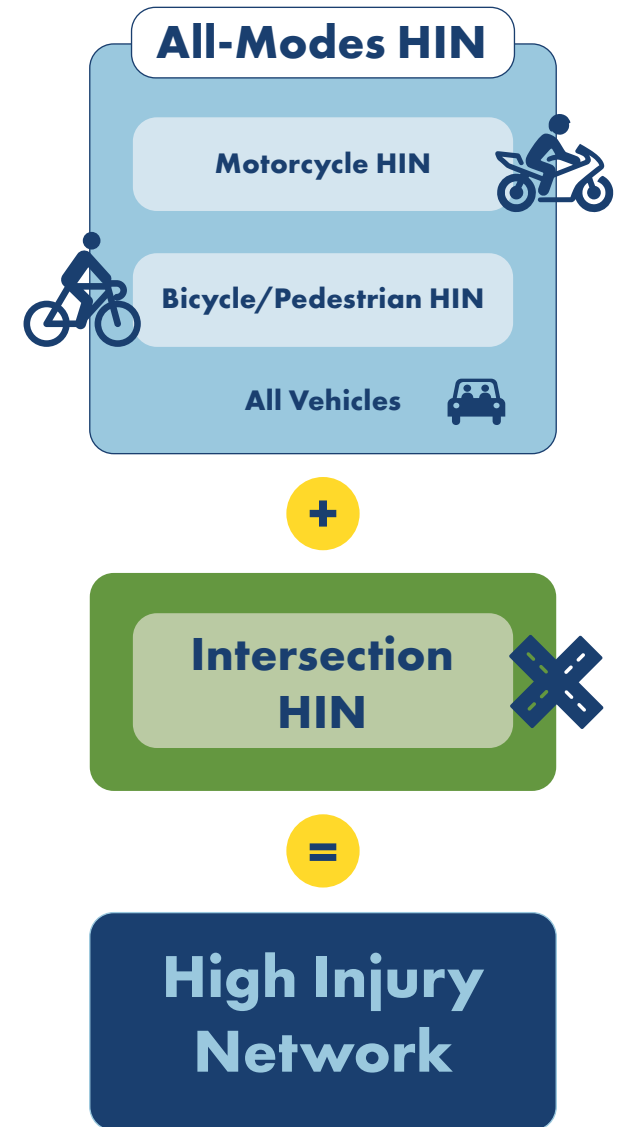 All-Modes HIN
Motorcycle HIN
Bicycle/Pedestrian HIN
All Vehicles
+
Intersection
HIN
=
High Injury
Network